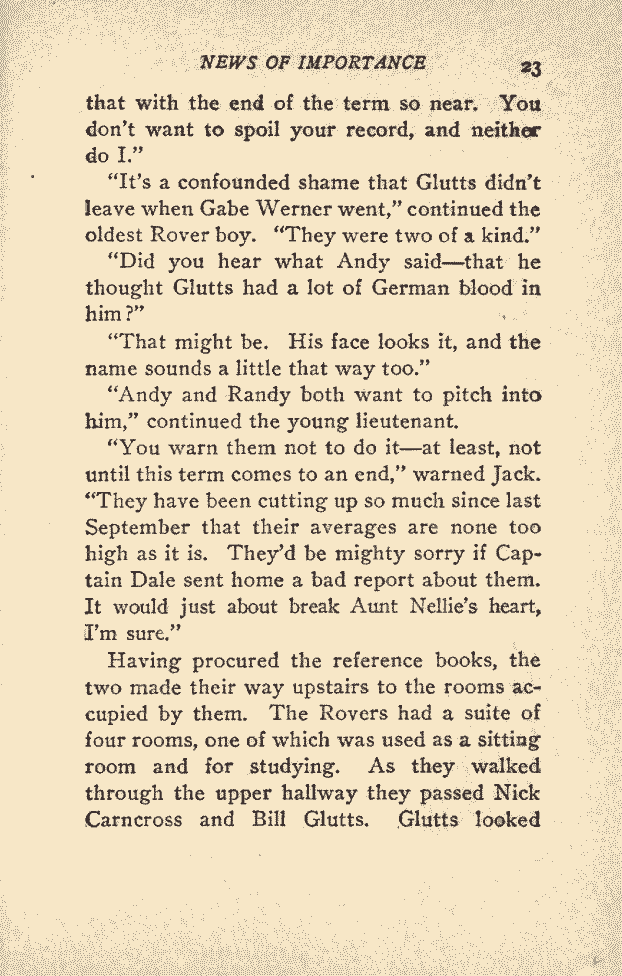 NEWS OF IMPORTANCE 23
that with the end of the term so near. You
don't want to spoil your record, and neither
do I."
"It's a confounded shame that Glutts didn't
leave when Gabe Werner went," continued the
oldest Rover boy. "They were two of a kind."
"Did you hear what Andy said—that he
thought Glutts had a lot of German blood in
him?"
"That might be. His face looks it, and the
name sounds a little that way too."
"Andy and Randy both want to pitch into
him," continued the young lieutenant.
"You warn them not to do it—at least, not
until this term comes to an end," warned Jack.
"They have been cutting up so much since last
September that their averages are none too
high as it is. They'd be mighty sorry if Cap-
tain Dale sent home a bad report about them.
It would just about break Aunt Nellie's heart,
I'm sure."
Having procured the reference books, the
two made their way upstairs to the rooms ac-
cupied by them. The Rovers had a suite of
four rooms, one of which was used as a sitting
room and for studying. As they walked
through the upper hallway they passed Nick
Carncross and Bill Glutts. Glutts looked